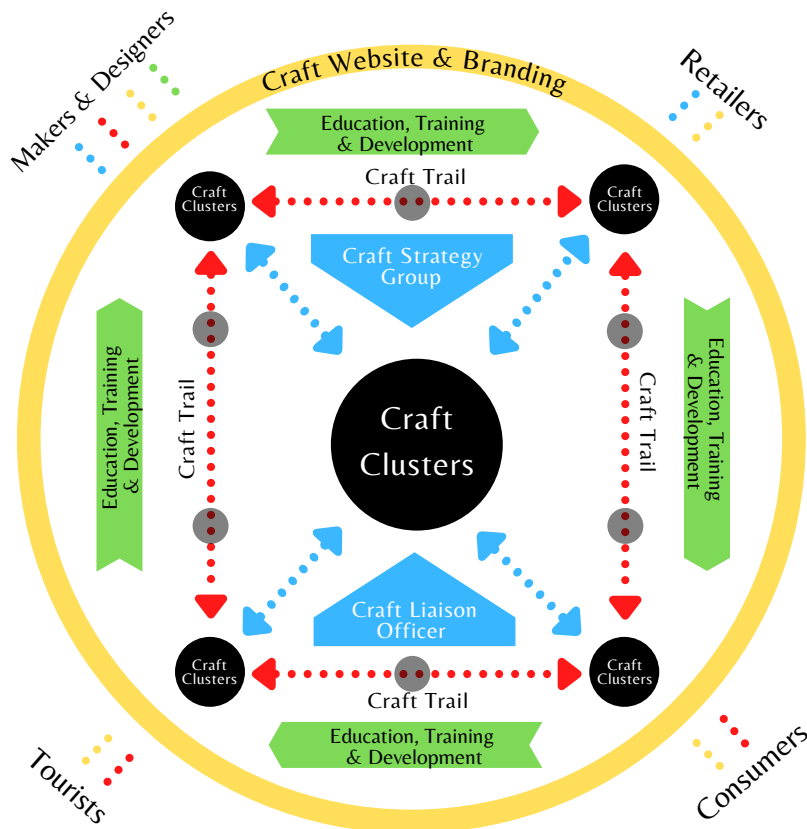 Craft Website & Branding
Makers & Designers
Retailers
Education, Training
& Development
Craft Trail
Craft
Clusters
Craft
Clusters
Craft Strategy
Group
Education, Training
& Development
Craft Trail
Craft
Clusters
Craft Trail
Education, Training
& Development
Craft Liaison
Officer
Craft
Clusters
Craft
Clusters
Craft Trail
Education, Training
& Development
Tourists
Consumers